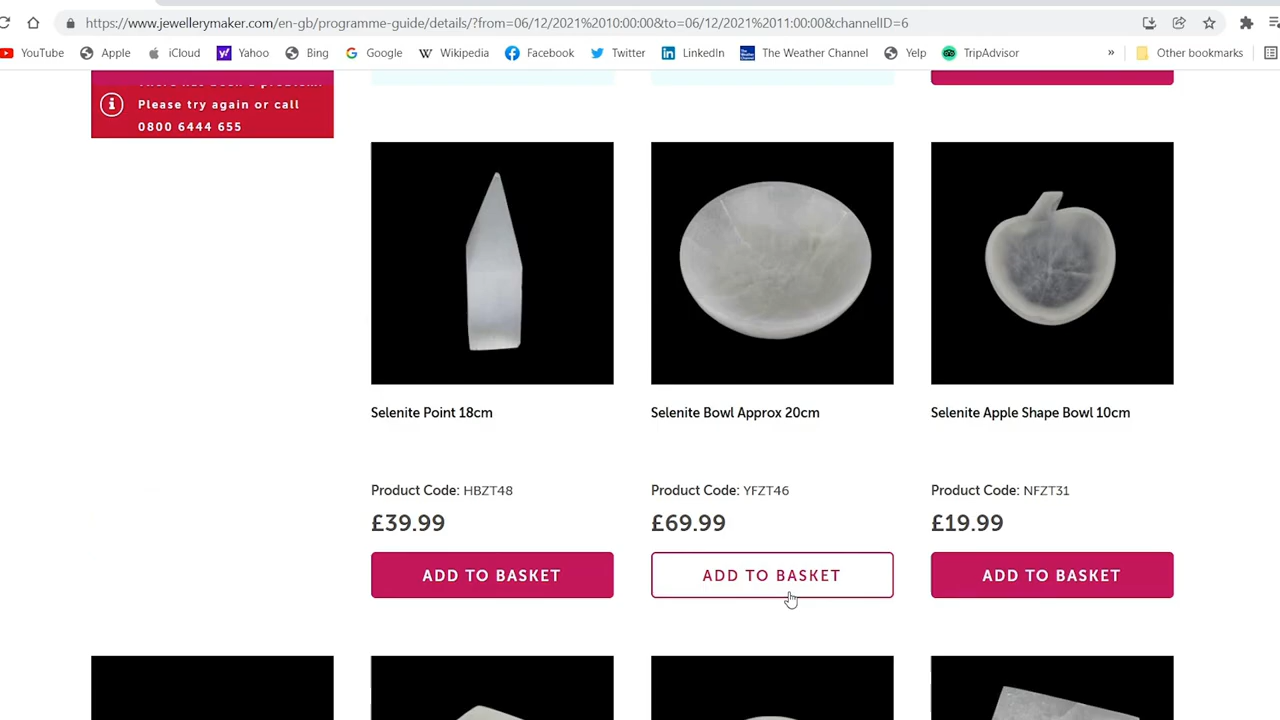 https://www.jewellerymaker.com/en-gb/programme-guide/details/?from=06/12/2021%2010:00:00&to=06/12/2021%2011:00:00&channelID=6
YouTube Apple iCloud Yahoo Bing Google Wikipedia Facebook Twitter LinkedIn The Weather Channel Yelp TripAdvisor » Other bookmarks
There has been a problem.
Please try again or call
0800 6444 655
Selenite Point 18cm
Product Code: HBZT48
£39.99
ADD TO BASKET
Selenite Bowl Approx 20cm
Product Code: YFZT46
£69.99
ADD TO BASKET
Selenite Apple Shape Bowl 10cm
Product Code: NFZT31
£19.99
ADD TO BASKET